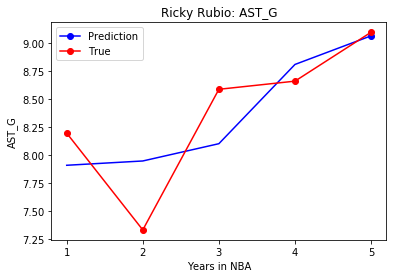 Ricky Rubio: AST_G
Prediction
True
9.00
8.75
8.50
8.25
8.00
7.75
7.50
7.25
AST_G
1 2 3 4 5
Years in NBA